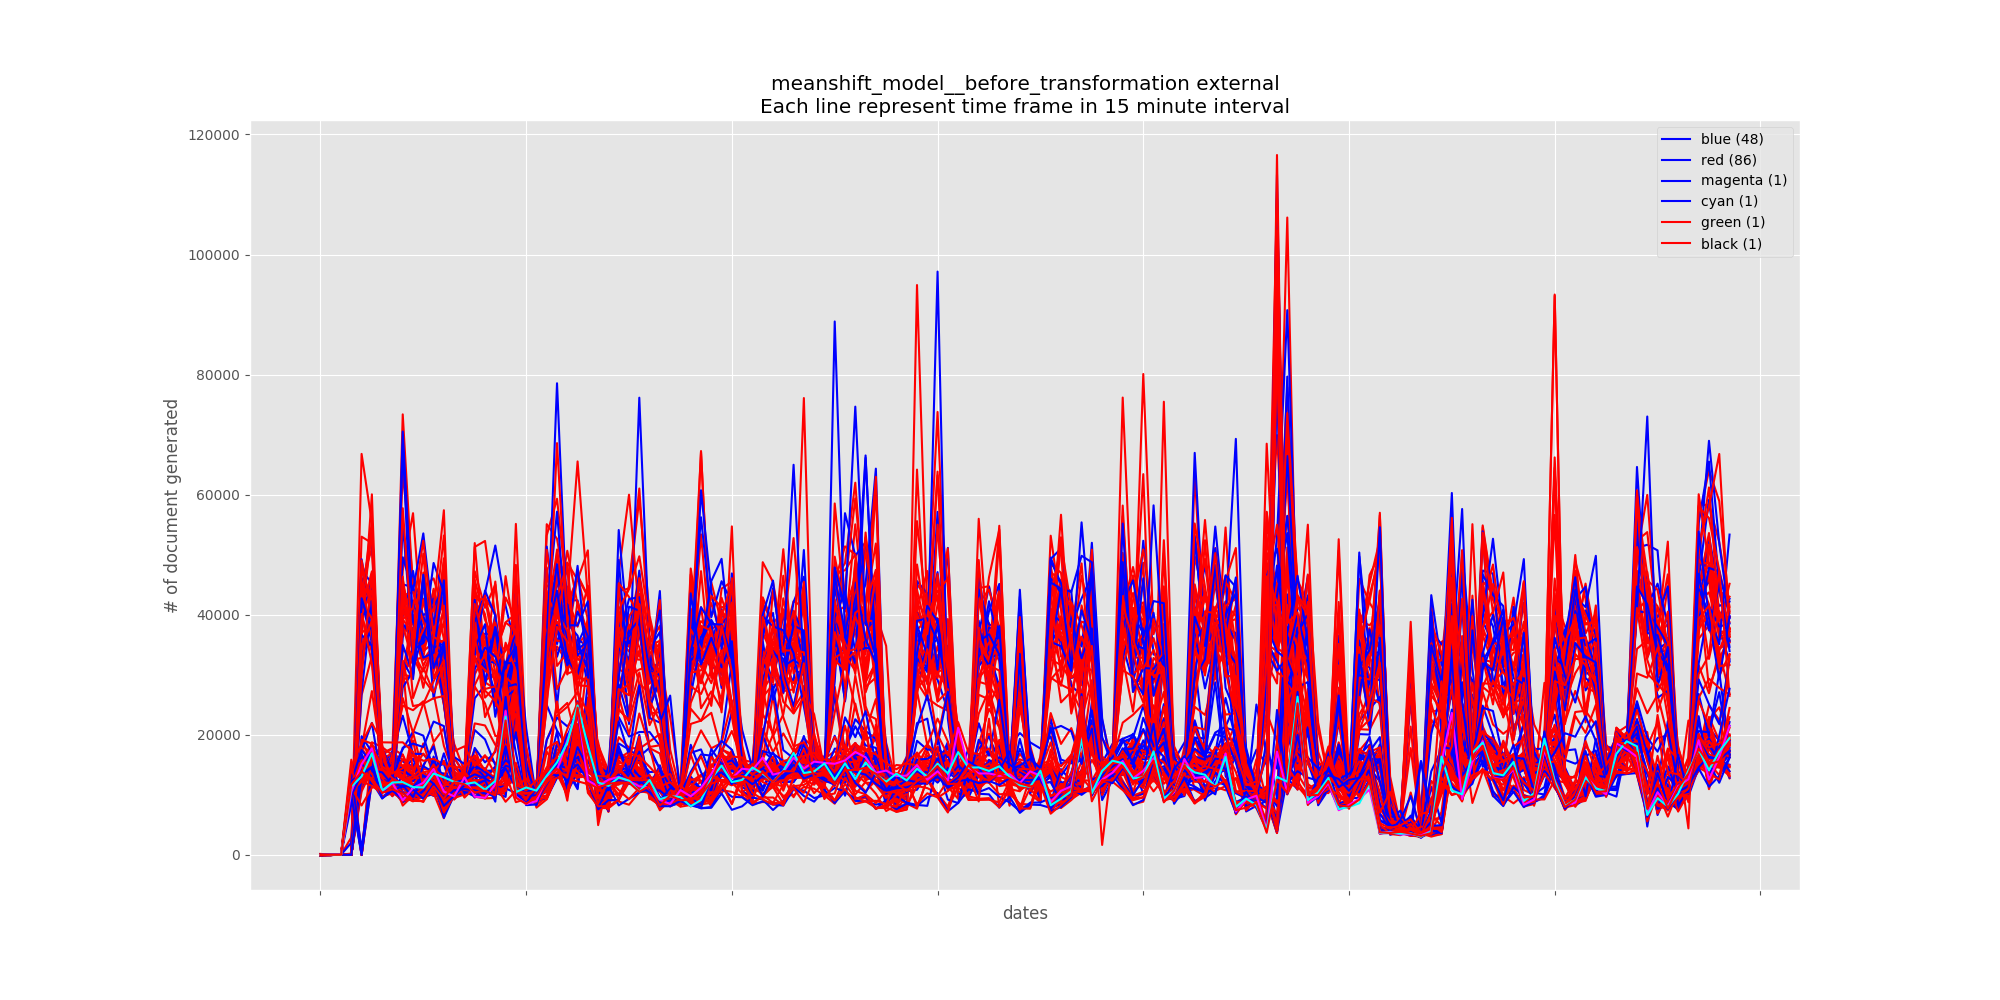 meanshift_model__before_transformation external
Each line represent time frame in 15 minute interval
120000
100000
80000
60000
40000
20000
0
# of document generated
dates
blue (48)
red (86)
magenta (1)
cyan (1)
green (1)
black (1)